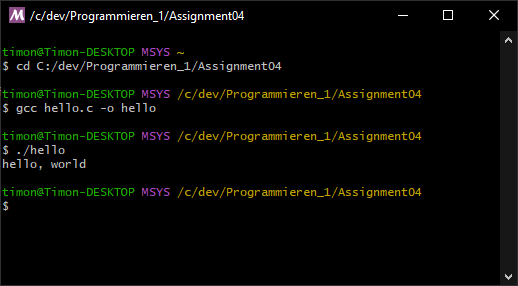 /c/dev/Programmieren_1/Assignment04
timon@Timon-DESKTOP MSYS ~
$ cd C:/dev/Programmieren_1/Assignment04
timon@Timon-DESKTOP MSYS /c/dev/Programmieren_1/Assignment04
$ gcc hello.c -o hello
timon@Timon-DESKTOP MSYS /c/dev/Programmieren_1/Assignment04
$ ./hello
hello, world
timon@Timon-DESKTOP MSYS /c/dev/Programmieren_1/Assignment04
$